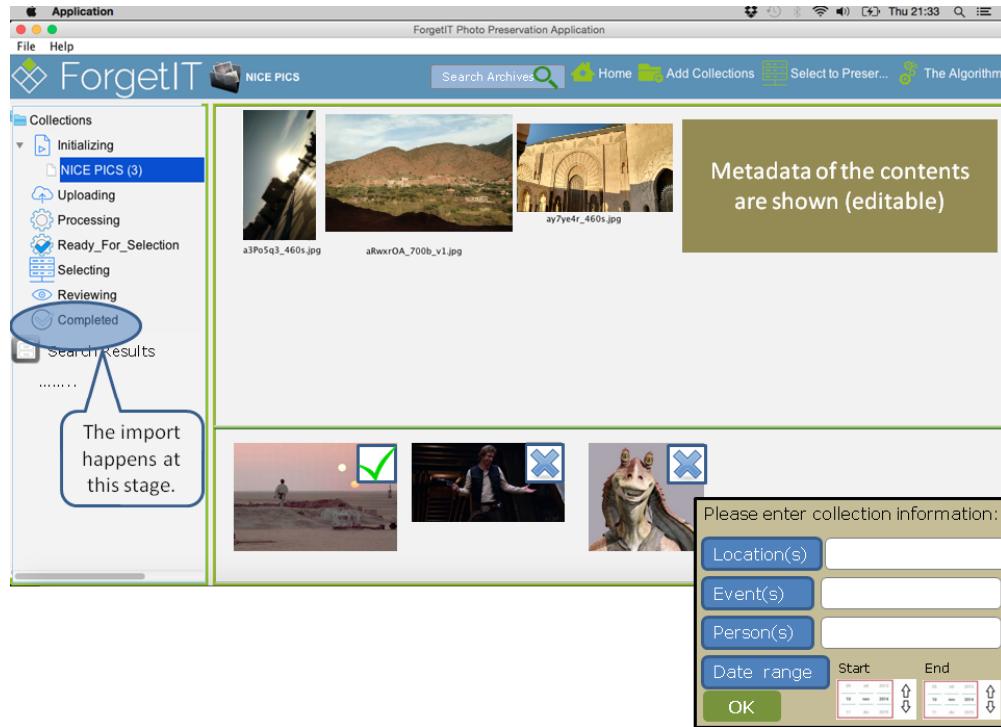 Application
Thu 21:33
ForgetIT Photo Preservation Application
File Help
ForgetIT
NICE PICS
Search Archives
Home
Add Collections
Select to Preser...
The Algorithm
Collections
Initializing
NICE PICS (3)
Uploading
Processing
Ready_For_Selection
Selecting
Reviewing
Completed
Search Results
........
The import
happens at
this stage.
a3Po5q3_460s.jpg
aRwxrOA_700b_v1.jpg
ay7ye4r_460s.jpg
Metadata of the contents
are shown (editable)
Please enter collection information:
Location(s)
Event(s)
Person(s)
Date range
Start
End
OK